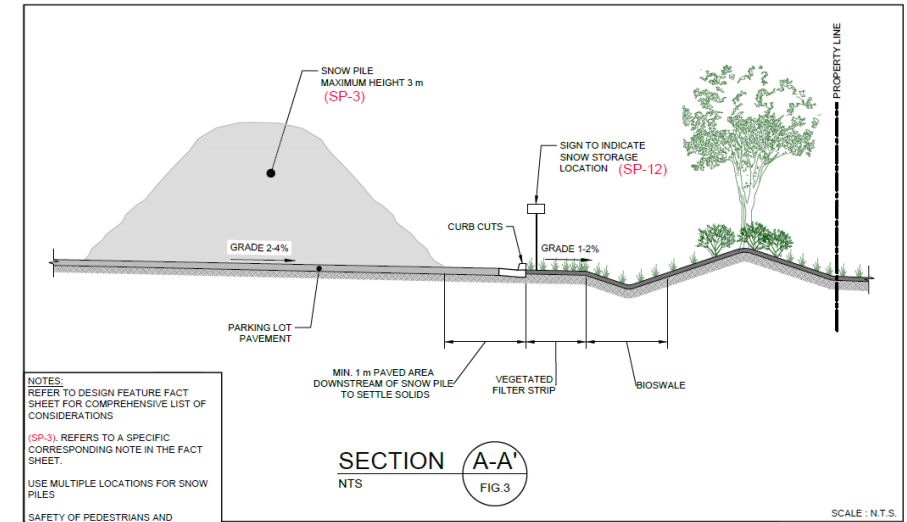 SNOW PILE
MAXIMUM HEIGHT 3 m
(SP-3)
PROPERTY LINE
SIGN TO INDICATE
SNOW STORAGE
LOCATION (SP-12)
CURB CUTS
GRADE 2-4%
GRADE 1-2%
PARKING LOT
PAVEMENT
MIN. 1 m PAVED AREA
DOWNSTREAM OF SNOW PILE
TO SETTLE SOLIDS
VEGETATED
FILTER STRIP
BIOSWALE
NOTES:
REFER TO DESIGN FEATURE FACT
SHEET FOR COMPREHENSIVE LIST OF
CONSIDERATIONS
(SP-3). REFERS TO A SPECIFIC
CORRESPONDING NOTE IN THE FACT
SHEET.
USE MULTIPLE LOCATIONS FOR SNOW
PILES
SAFETY OF PEDESTRIANS AND
SECTION A-A'
NTS
FIG.3
SCALE : N.T.S.